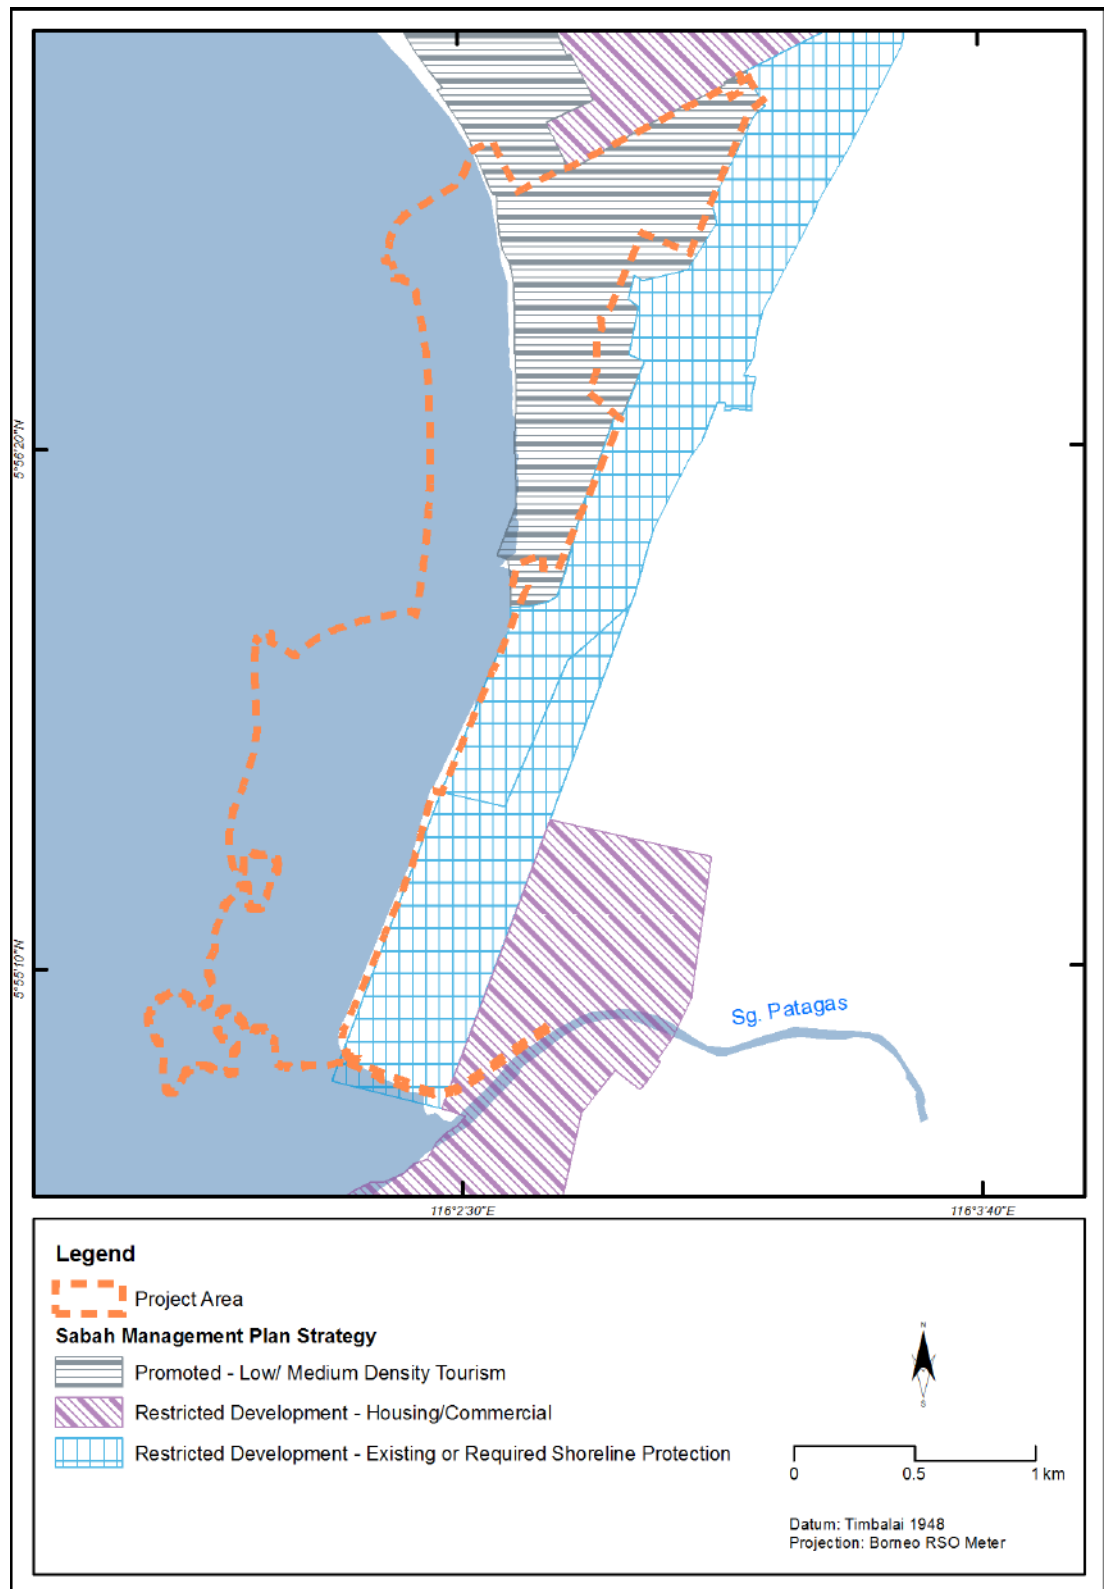 5°56'20"N
5°55'10"N
Sg. Patagas
116°2'30"E
116°3'40"E
Legend
Project Area
Sabah Management Plan Strategy
Promoted - Low/ Medium Density Tourism
Restricted Development - Housing/Commercial
Restricted Development - Existing or Required Shoreline Protection
N
S
0 0.5 1 km
Datum: Timbalai 1948
Projection: Borneo RSO Meter